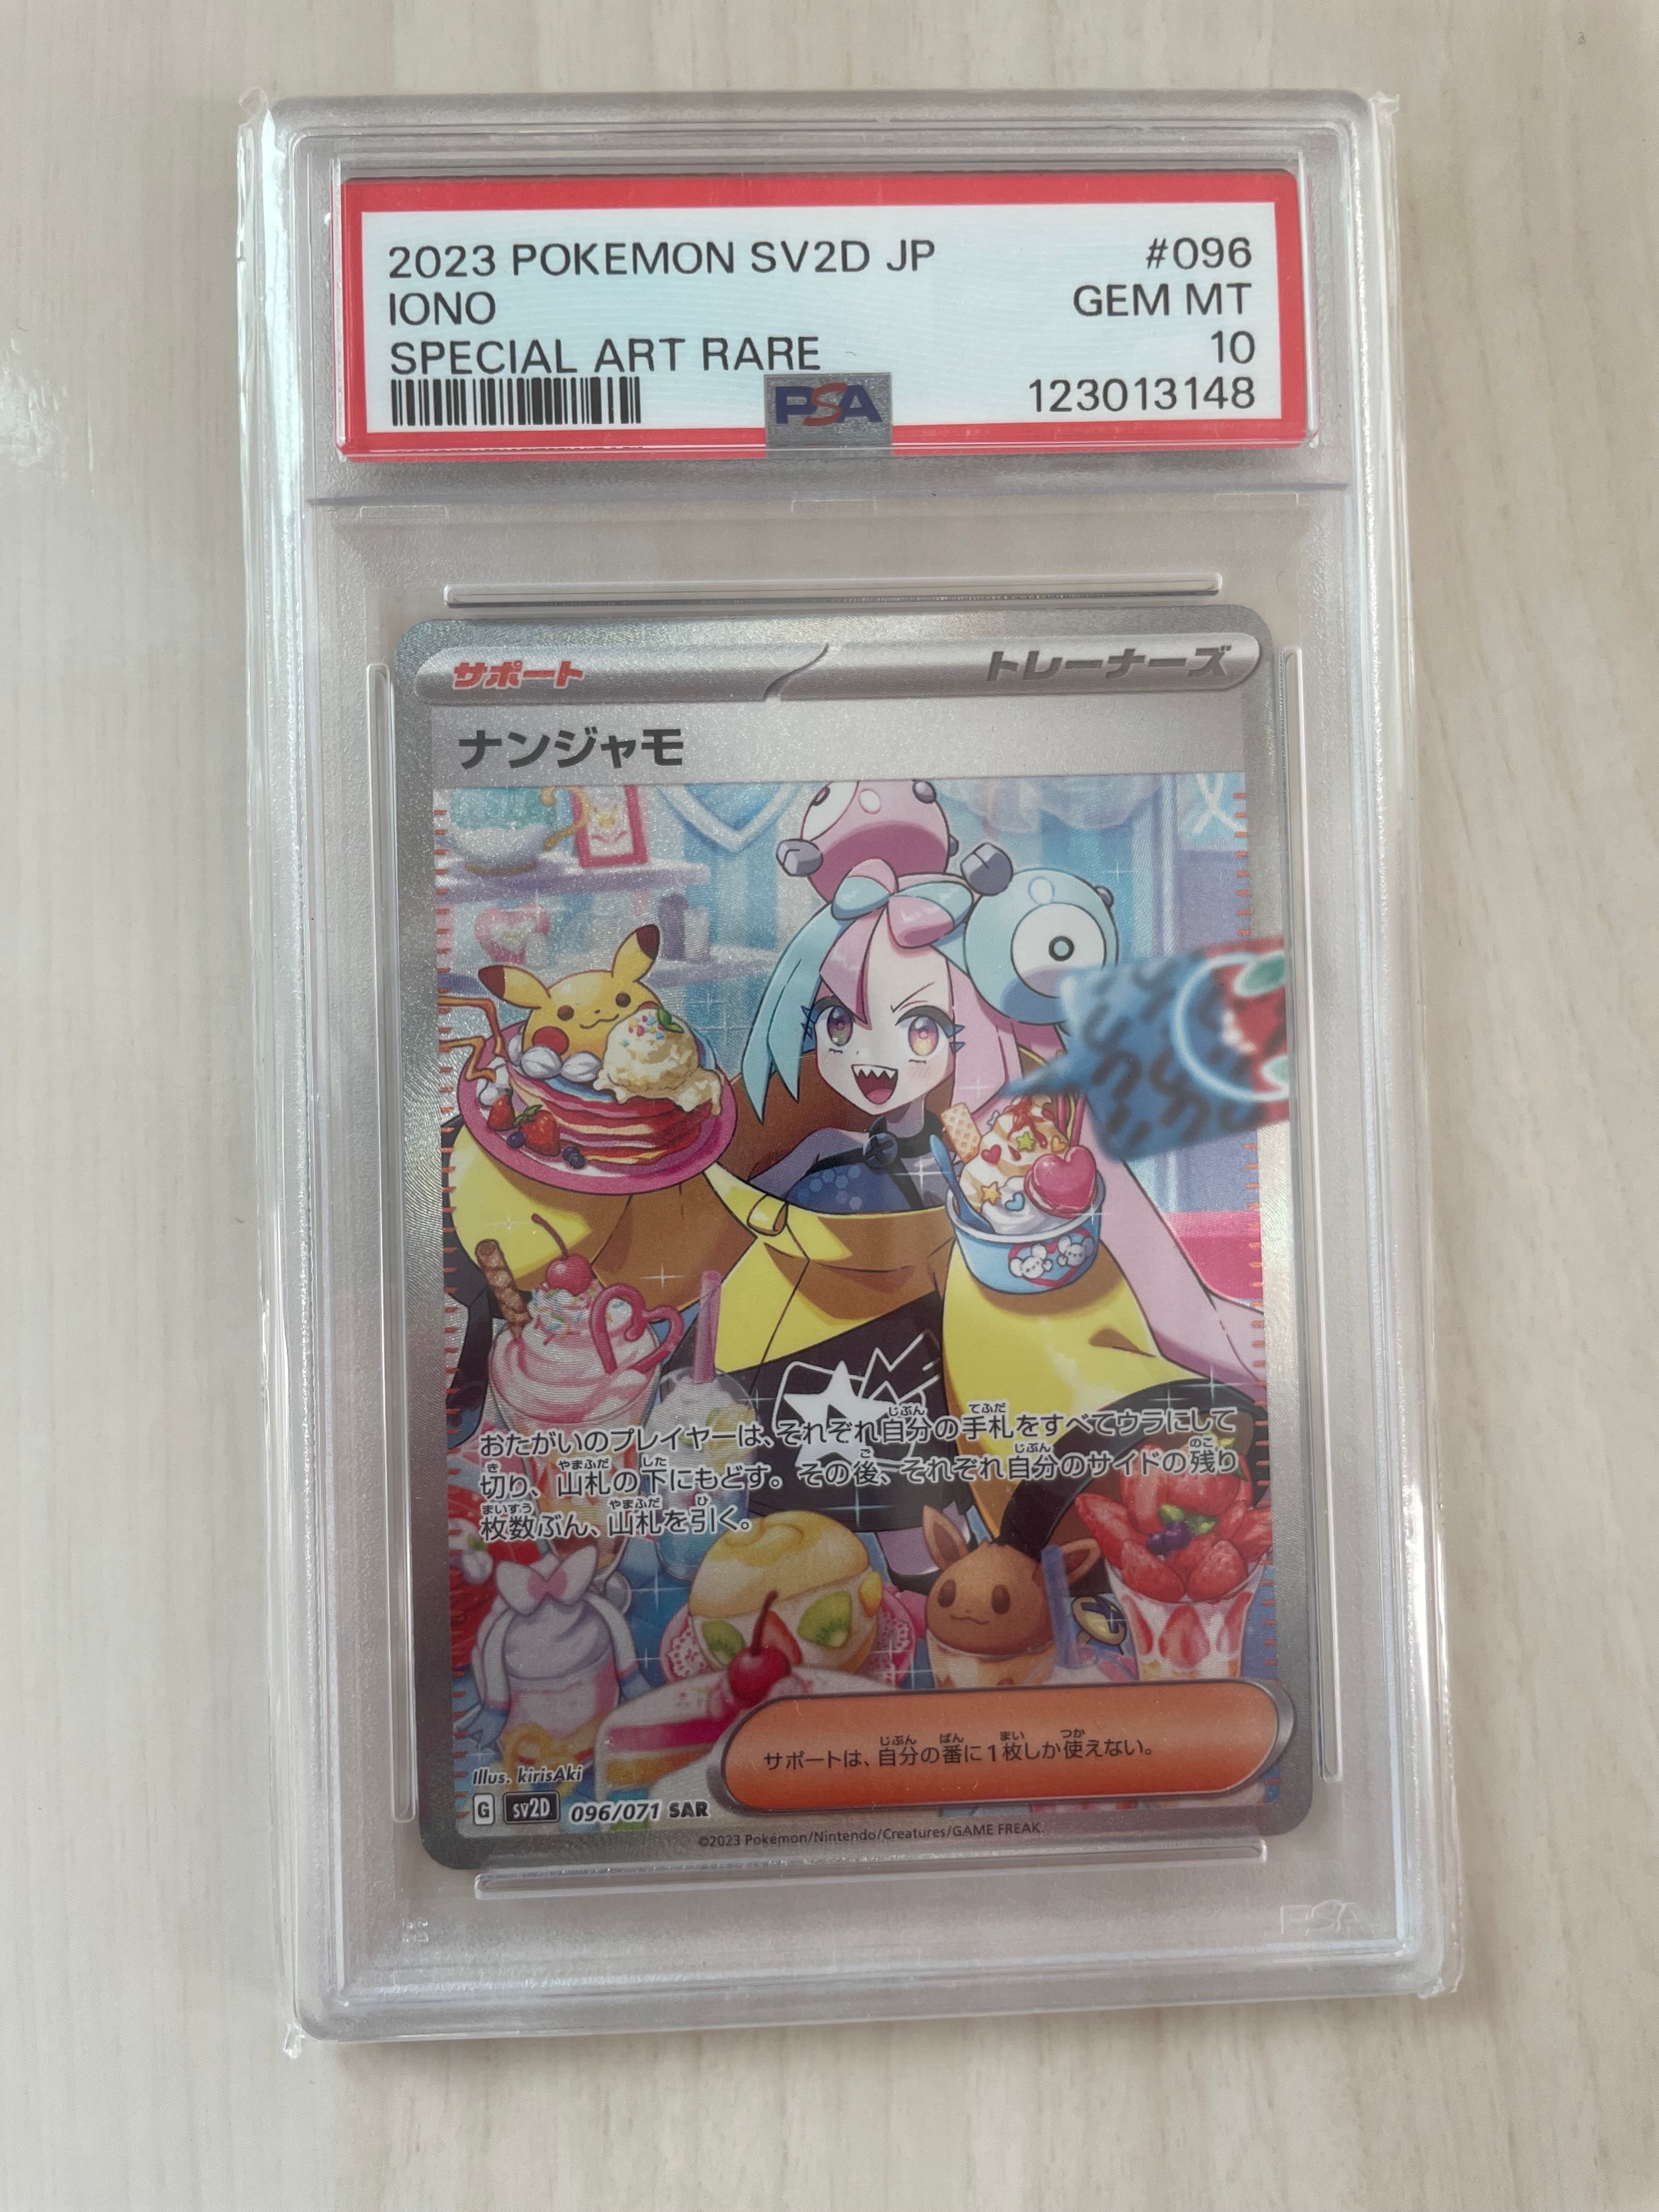 2023 POKEMON SV2D JP #096
IONO GEM MT
SPECIAL ART RARE 10
PSA 123013148
サポート トレーナーズ
ナンジャモ
おたがいのプレイヤーは、それぞれ自分の手札をすべてウラにして
切り、山札の下にもどす。その後、それぞれ自分のサイドの残り
枚数ぶん、山札を引く。
サポートは、自分の番に1枚しか使えない。
Illus. kirisAki
G sv2D 096/071 SAR
©2023 Pokémon/Nintendo/Creatures/GAME FREAK.
PSA